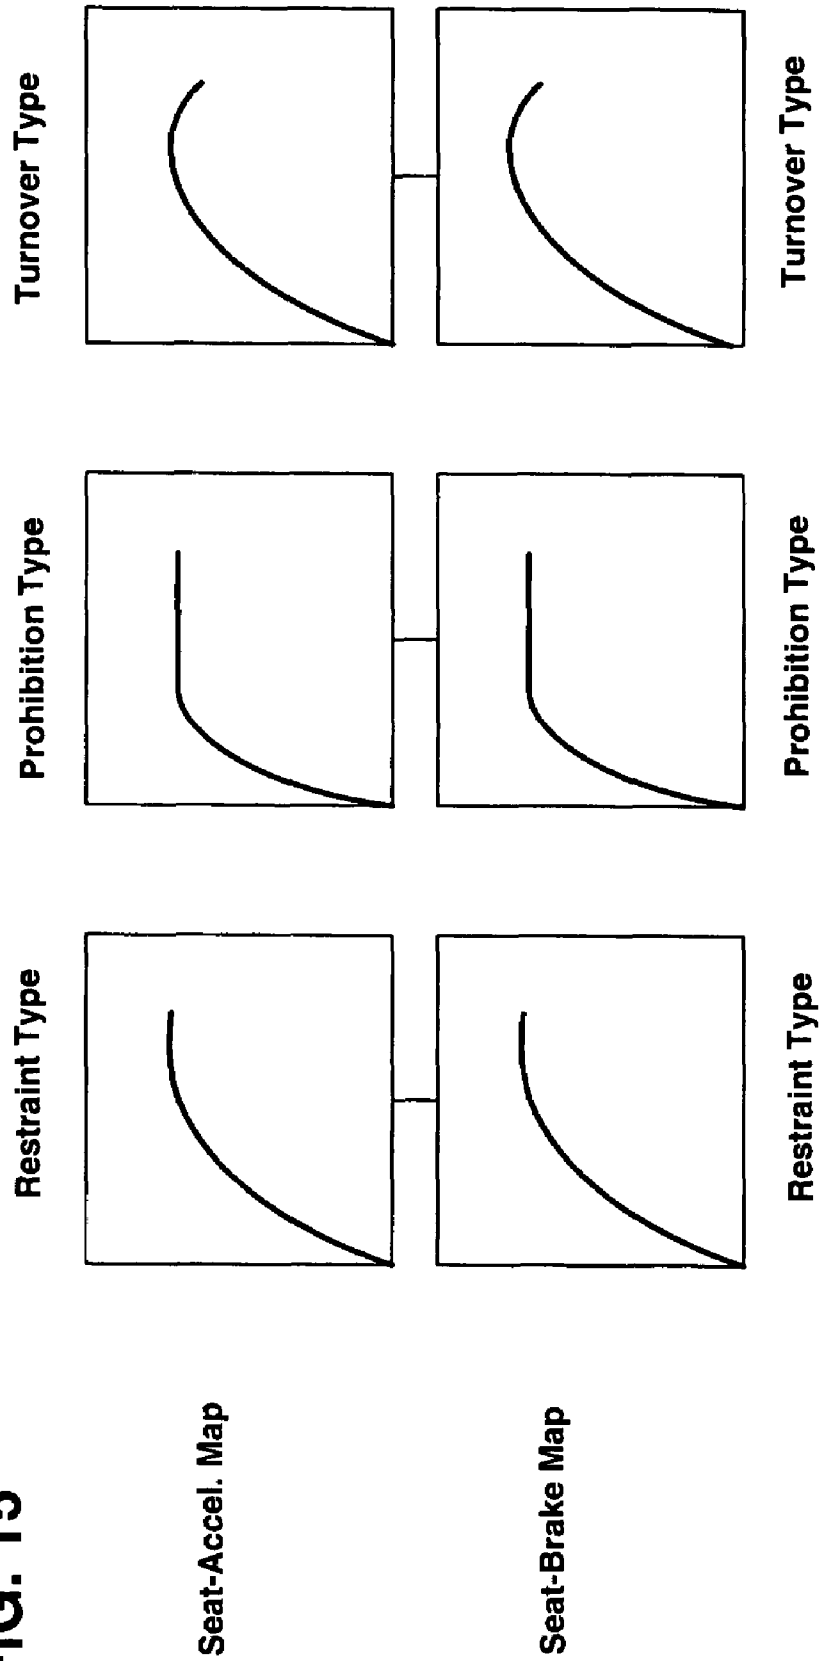 FIG. 15
Restraint Type
Prohibition Type
Turnover Type
Seat-Accel. Map
Seat-Brake Map
Restraint Type
Prohibition Type
Turnover Type